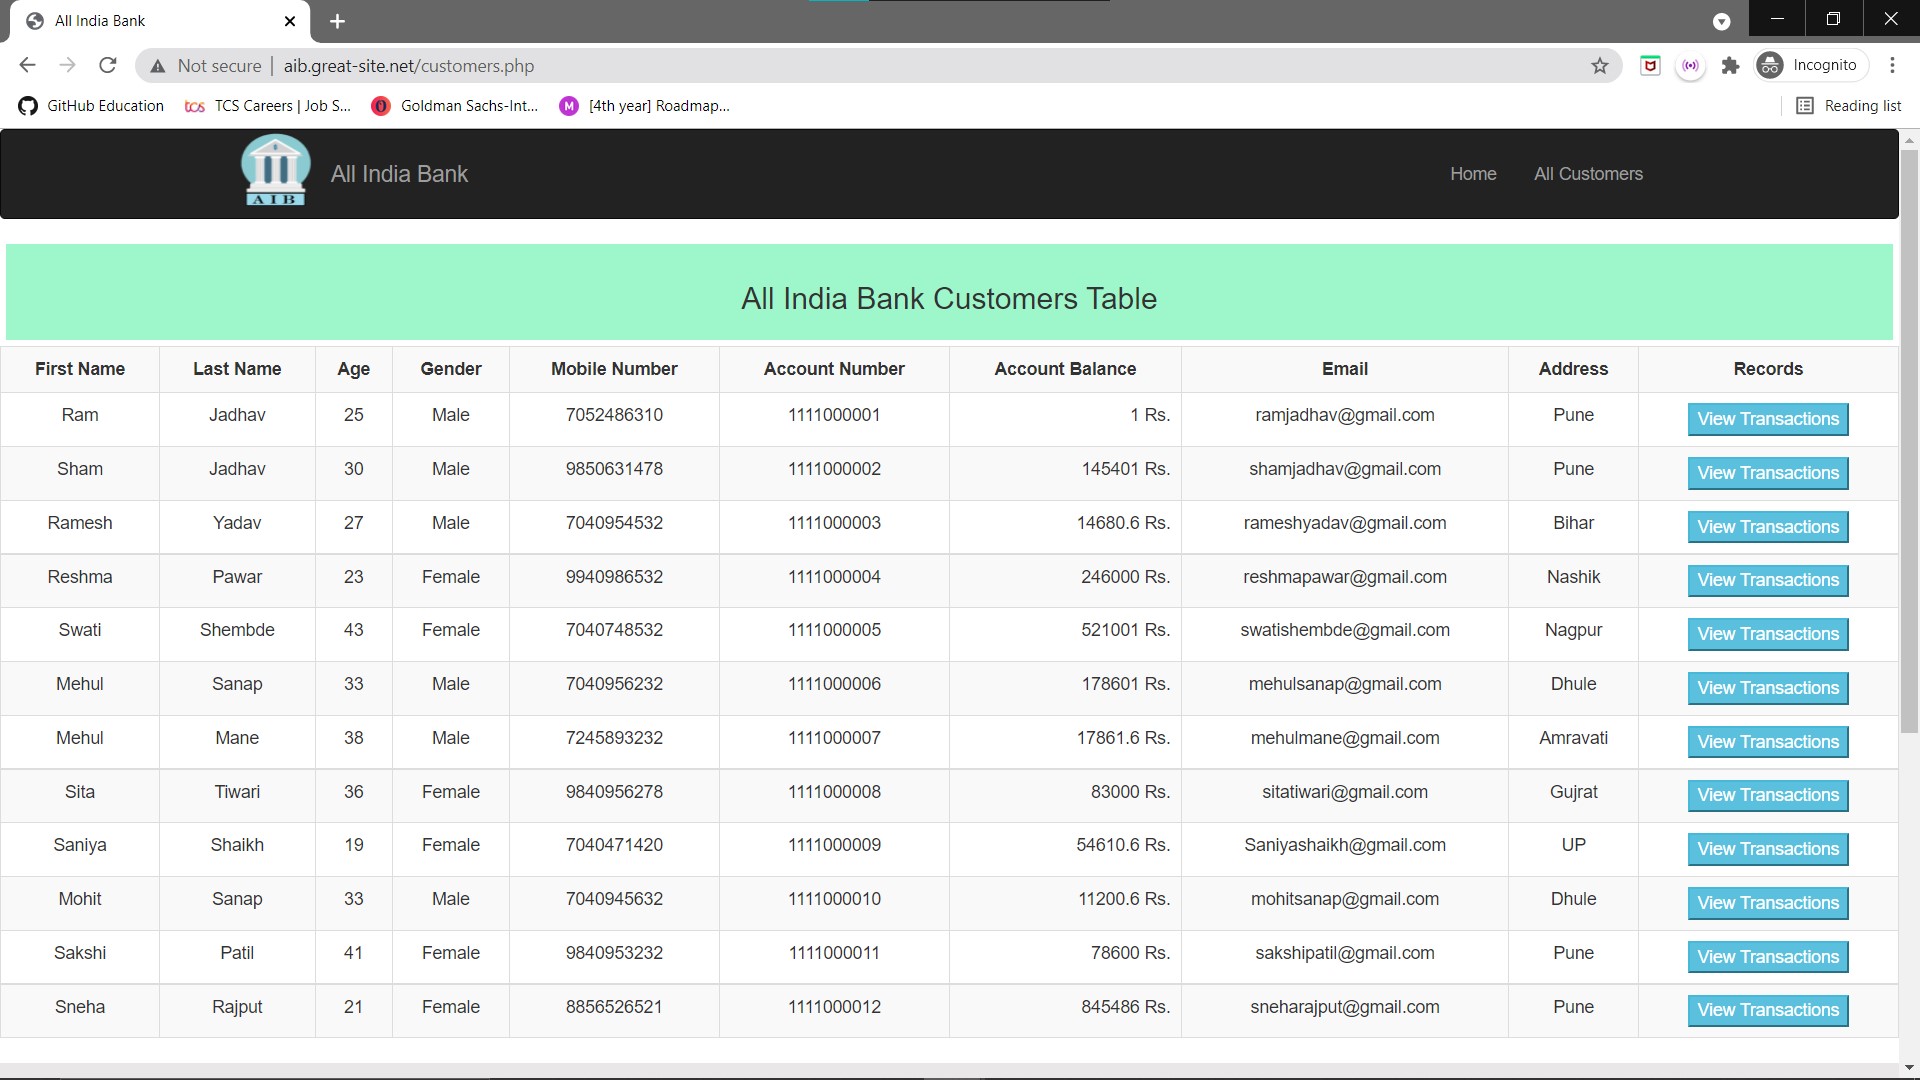 All India Bank
Not secure | aib.great-site.net/customers.php
Incognito
GitHub Education
tcs TCS Careers | Job S...
Goldman Sachs-Int...
M [4th year] Roadmap...
Reading list
AIB
All India Bank
Home
All Customers
All India Bank Customers Table
First Name Last Name Age Gender Mobile Number Account Number Account Balance Email Address Records
Ram Jadhav 25 Male 7052486310 1111000001 1 Rs. ramjadhav@gmail.com Pune View Transactions
Sham Jadhav 30 Male 9850631478 1111000002 145401 Rs. shamjadhav@gmail.com Pune View Transactions
Ramesh Yadav 27 Male 7040954532 1111000003 14680.6 Rs. rameshyadav@gmail.com Bihar View Transactions
Reshma Pawar 23 Female 9940986532 1111000004 246000 Rs. reshmapawar@gmail.com Nashik View Transactions
Swati Shembde 43 Female 7040748532 1111000005 521001 Rs. swatishembde@gmail.com Nagpur View Transactions
Mehul Sanap 33 Male 7040956232 1111000006 178601 Rs. mehulsanap@gmail.com Dhule View Transactions
Mehul Mane 38 Male 7245893232 1111000007 17861.6 Rs. mehulmane@gmail.com Amravati View Transactions
Sita Tiwari 36 Female 9840956278 1111000008 83000 Rs. sitatiwari@gmail.com Gujrat View Transactions
Saniya Shaikh 19 Female 7040471420 1111000009 54610.6 Rs. Saniyashaikh@gmail.com UP View Transactions
Mohit Sanap 33 Male 7040945632 1111000010 11200.6 Rs. mohitsanap@gmail.com Dhule View Transactions
Sakshi Patil 41 Female 9840953232 1111000011 78600 Rs. sakshipatil@gmail.com Pune View Transactions
Sneha Rajput 21 Female 8856526521 1111000012 845486 Rs. sneharajput@gmail.com Pune View Transactions